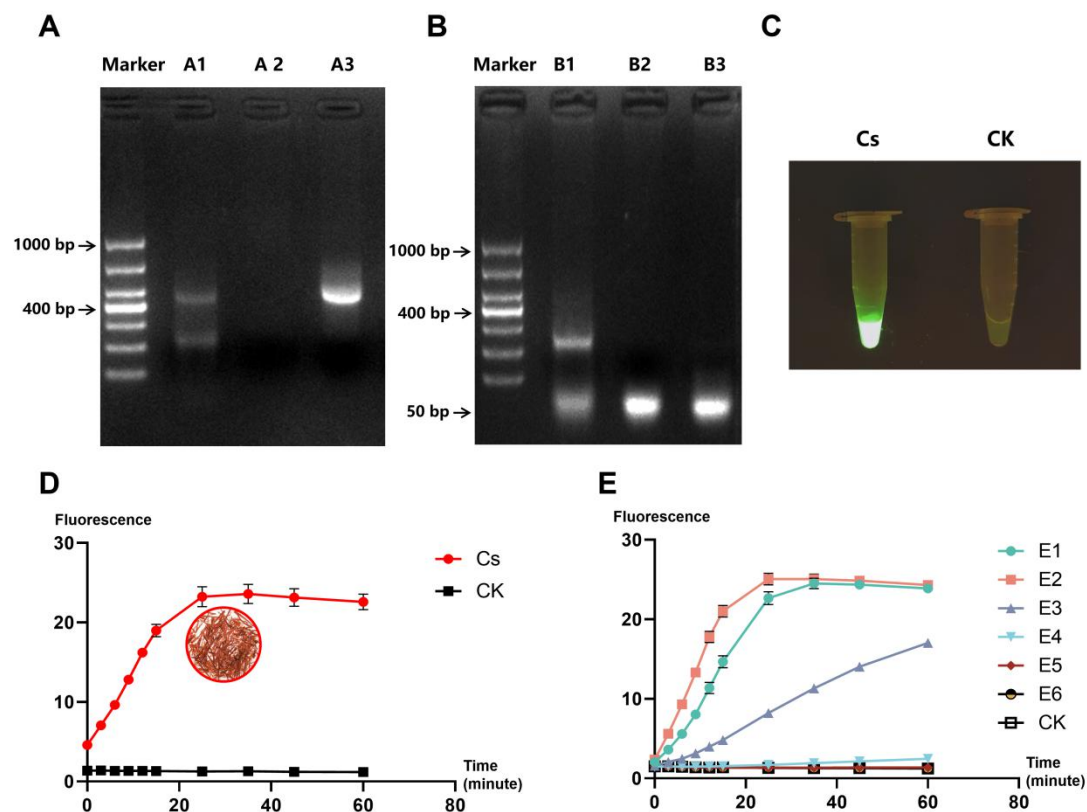 A
B
C
Marker A1 A 2 A3
Marker B1 B2 B3
Cs CK
1000 bp
400 bp
1000 bp
400 bp
50 bp
D
Fluorescence
30
20
10
0
0 20 40 60 80
Time
(minute)
Cs
CK
E
Fluorescence
30
20
10
0
0 20 40 60 80
Time
(minute)
E1
E2
E3
E4
E5
E6
CK